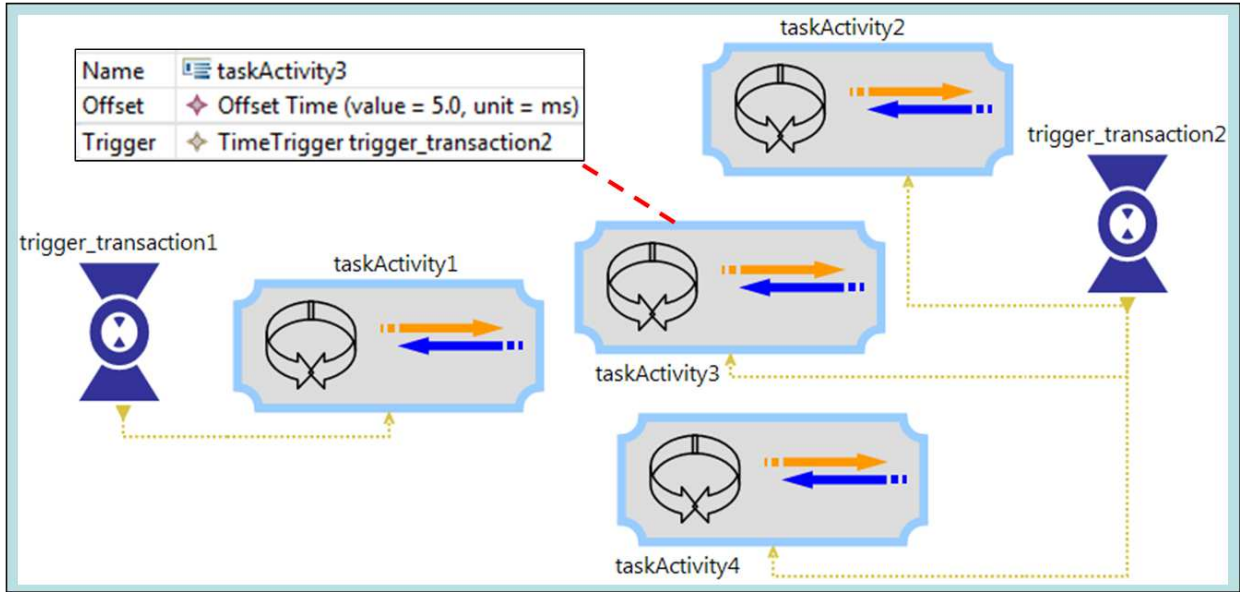 taskActivity2
Name taskActivity3
Offset Offset Time (value = 5.0, unit = ms)
Trigger TimeTrigger trigger_transaction2
trigger_transaction2
trigger_transaction1
taskActivity1
taskActivity3
taskActivity4